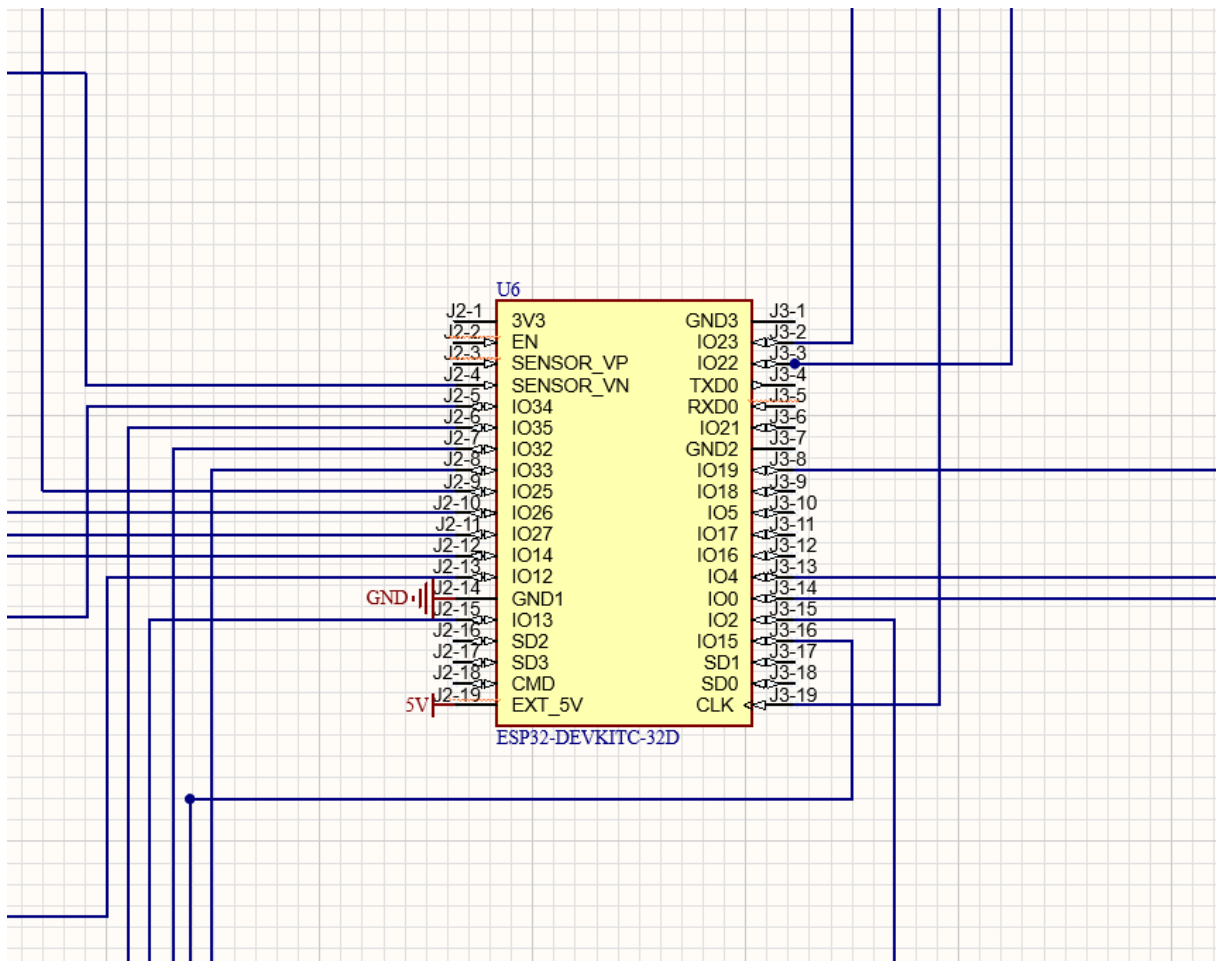 U6
J2-1 3V3 GND3 J3-1
J2-2 EN IO23 J3-2
J2-3 SENSOR_VP IO22 J3-3
J2-4 SENSOR_VN TXD0 J3-4
J2-5 IO34 RXD0 J3-5
J2-6 IO35 IO21 J3-6
J2-7 IO32 GND2 J3-7
J2-8 IO33 IO19 J3-8
J2-9 IO25 IO18 J3-9
J2-10 IO26 IO5 J3-10
J2-11 IO27 IO17 J3-11
J2-12 IO14 IO16 J3-12
J2-13 IO12 IO4 J3-13
GND J2-14 GND1 IO0 J3-14
J2-15 IO13 IO2 J3-15
J2-16 SD2 IO15 J3-16
J2-17 SD3 SD1 J3-17
J2-18 CMD SD0 J3-18
5V J2-19 EXT_5V CLK J3-19
ESP32-DEVKITC-32D